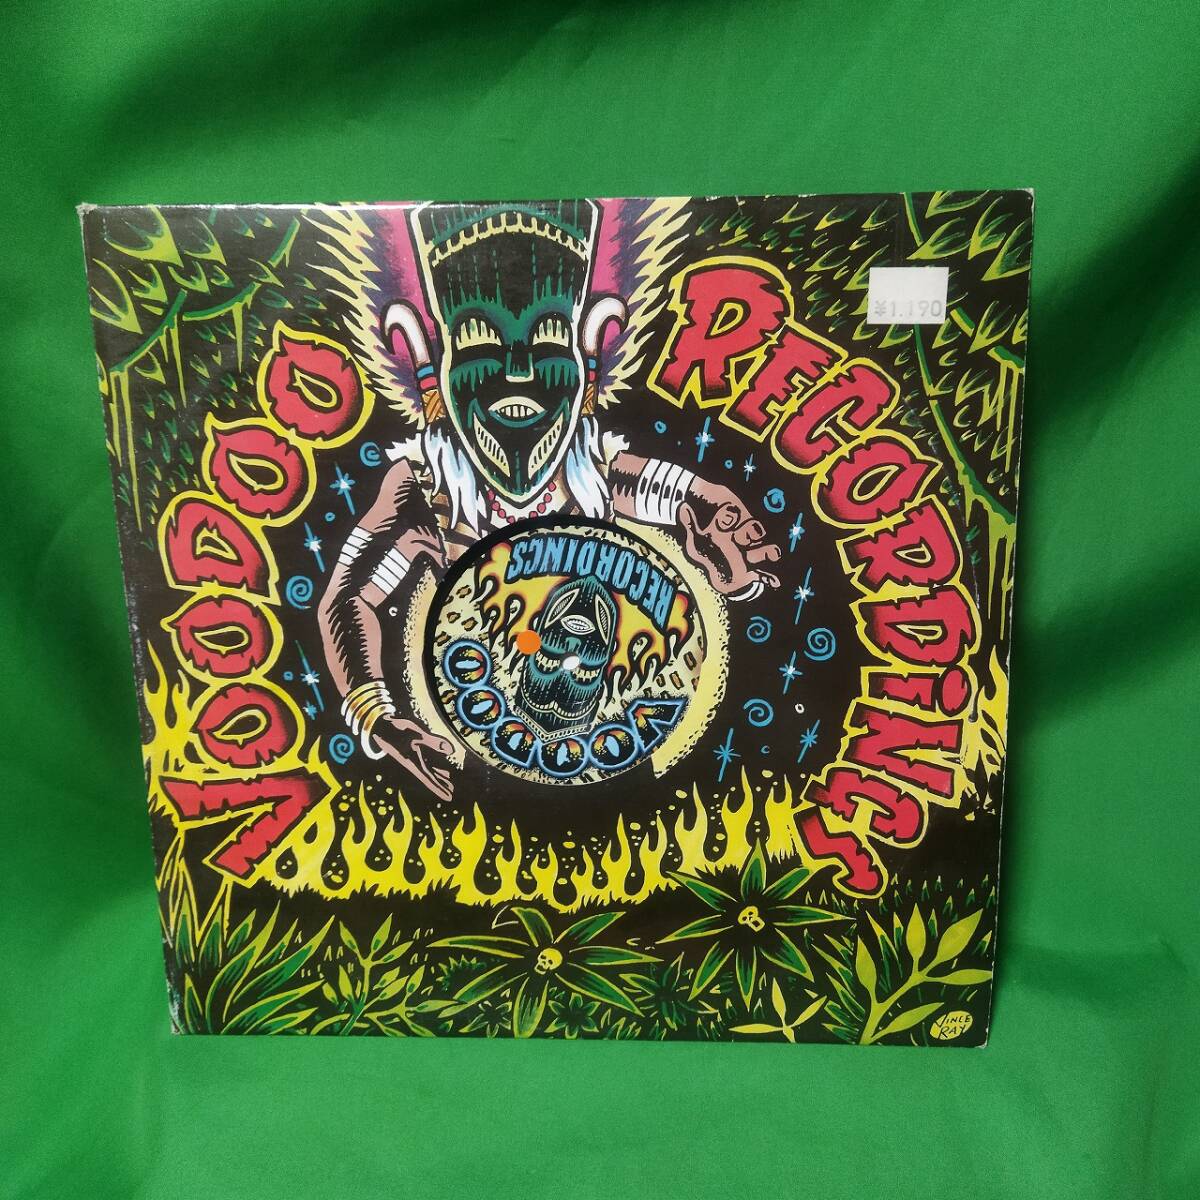 VOODOO
RECORDiNGS
¥1,190
RECORDINGS
VOODOO
VINCE
RAY